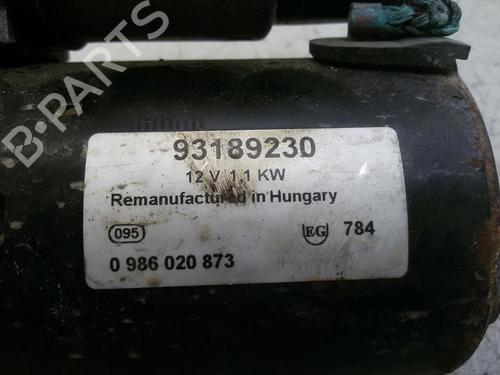 93189230
12 V 1.1 KW
Remanufactured in Hungary
095
EG 784
0 986 020 873
B-PARTS